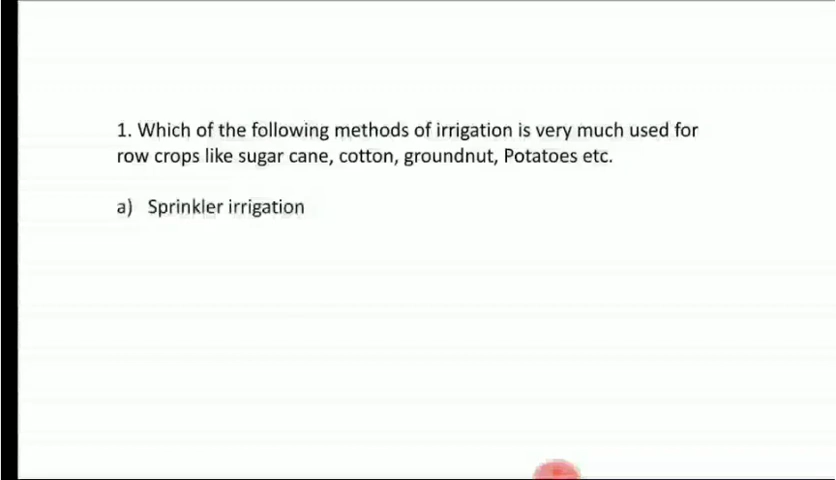 1. Which of the following methods of irrigation is very much used for
row crops like sugar cane, cotton, groundnut, Potatoes etc.
a) Sprinkler irrigation